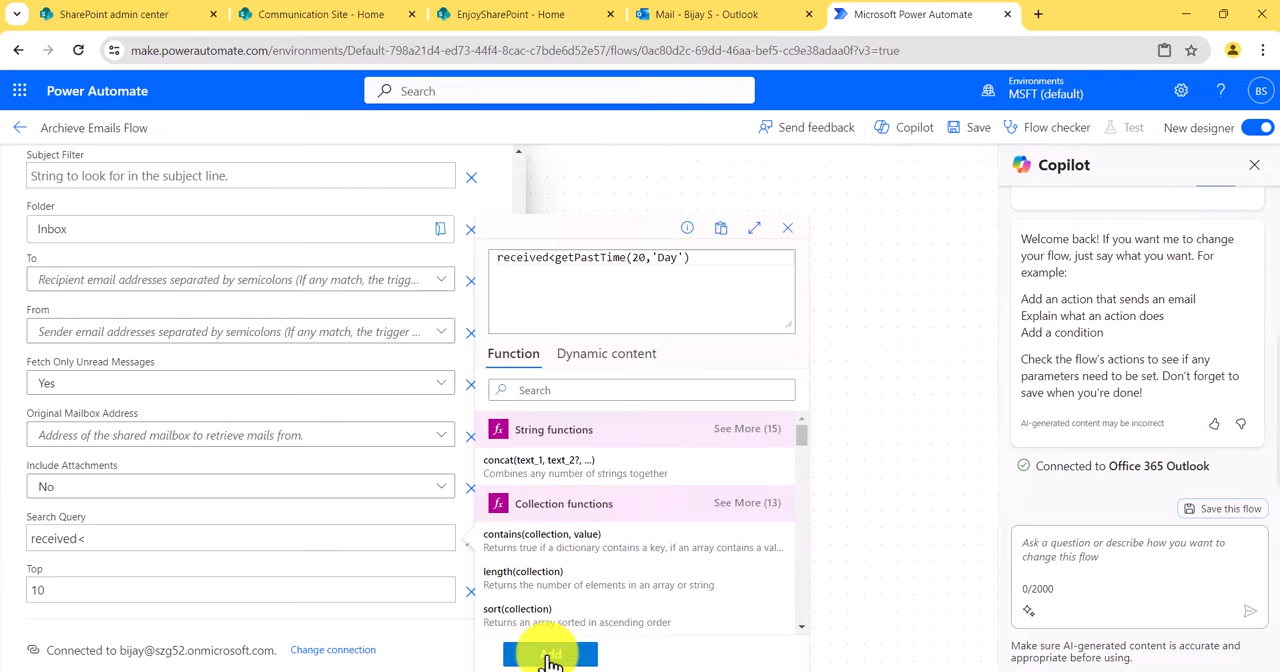 SharePoint admin center
Communication Site - Home
EnjoySharePoint - Home
Mail - Bijay S - Outlook
Microsoft Power Automate
make.powerautomate.com/environments/Default-798a21d4-ed73-44f4-8cac-c7bde6d52e57/flows/0ac80d2c-69dd-46aa-bef5-cc9e38adaa0f?v3=true
Power Automate
Search
Environments
MSFT (default)
BS
Archieve Emails Flow
Send feedback
Copilot
Save
Flow checker
Test
New designer
Subject Filter
String to look for in the subject line.
Folder
Inbox
To
Recipient email addresses separated by semicolons (If any match, the trigg...
From
Sender email addresses separated by semicolons (If any match, the trigger ...
Fetch Only Unread Messages
Yes
Original Mailbox Address
Address of the shared mailbox to retrieve mails from.
Include Attachments
No
Search Query
received<
Top
10
Connected to bijay@szg52.onmicrosoft.com.
Change connection
received<getPastTime(20,'Day')
Function
Dynamic content
Search
fx
String functions
See More (15)
concat(text_1, text_2?, ...)
Combines any number of strings together
fx
Collection functions
See More (13)
contains(collection, value)
Returns true if a dictionary contains a key, if an array contains a val...
length(collection)
Returns the number of elements in an array or string
sort(collection)
Returns an array sorted in ascending order
Add
Copilot
Welcome back! If you want me to change
your flow, just say what you want. For
example:
Add an action that sends an email
Explain what an action does
Add a condition
Check the flow's actions to see if any
parameters need to be set. Don't forget to
save when you're done!
AI-generated content may be incorrect
Connected to Office 365 Outlook
Save this flow
Ask a question or describe how you want to
change this flow
0/2000
Make sure AI-generated content is accurate and
appropriate before using.